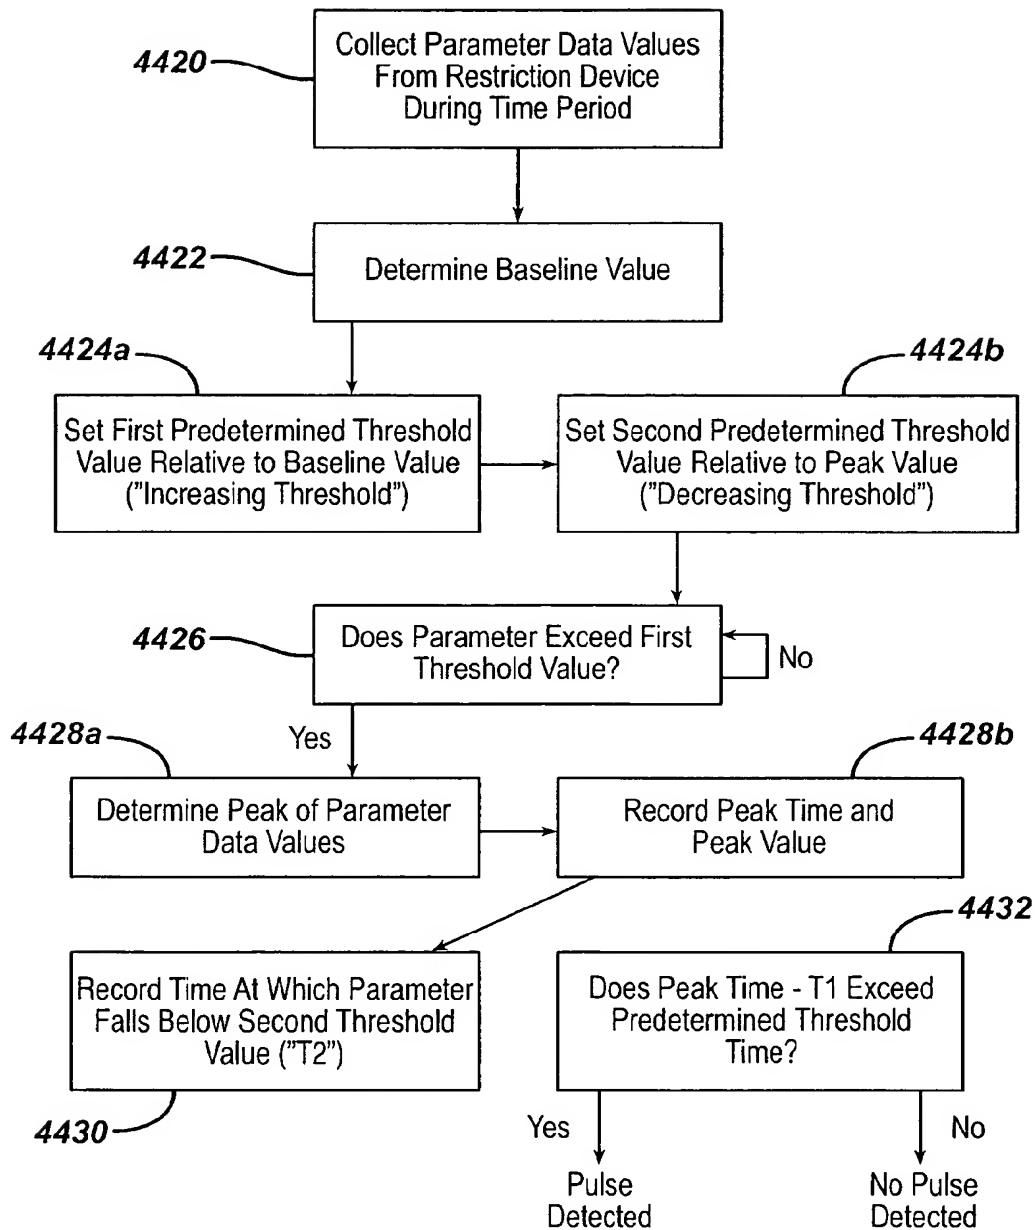 4420
Collect Parameter Data Values
From Restriction Device
During Time Period
4422
Determine Baseline Value
4424a
4424b
Set First Predetermined Threshold
Value Relative to Baseline Value
("Increasing Threshold")
Set Second Predetermined Threshold
Value Relative to Peak Value
("Decreasing Threshold")
4426
Does Parameter Exceed First
Threshold Value?
No
Yes
4428a
4428b
Determine Peak of Parameter
Data Values
Record Peak Time and
Peak Value
4432
Record Time At Which Parameter
Falls Below Second Threshold
Value ("T2")
Does Peak Time - T1 Exceed
Predetermined Threshold
Time?
4430
Yes
No
Pulse
Detected
No Pulse
Detected